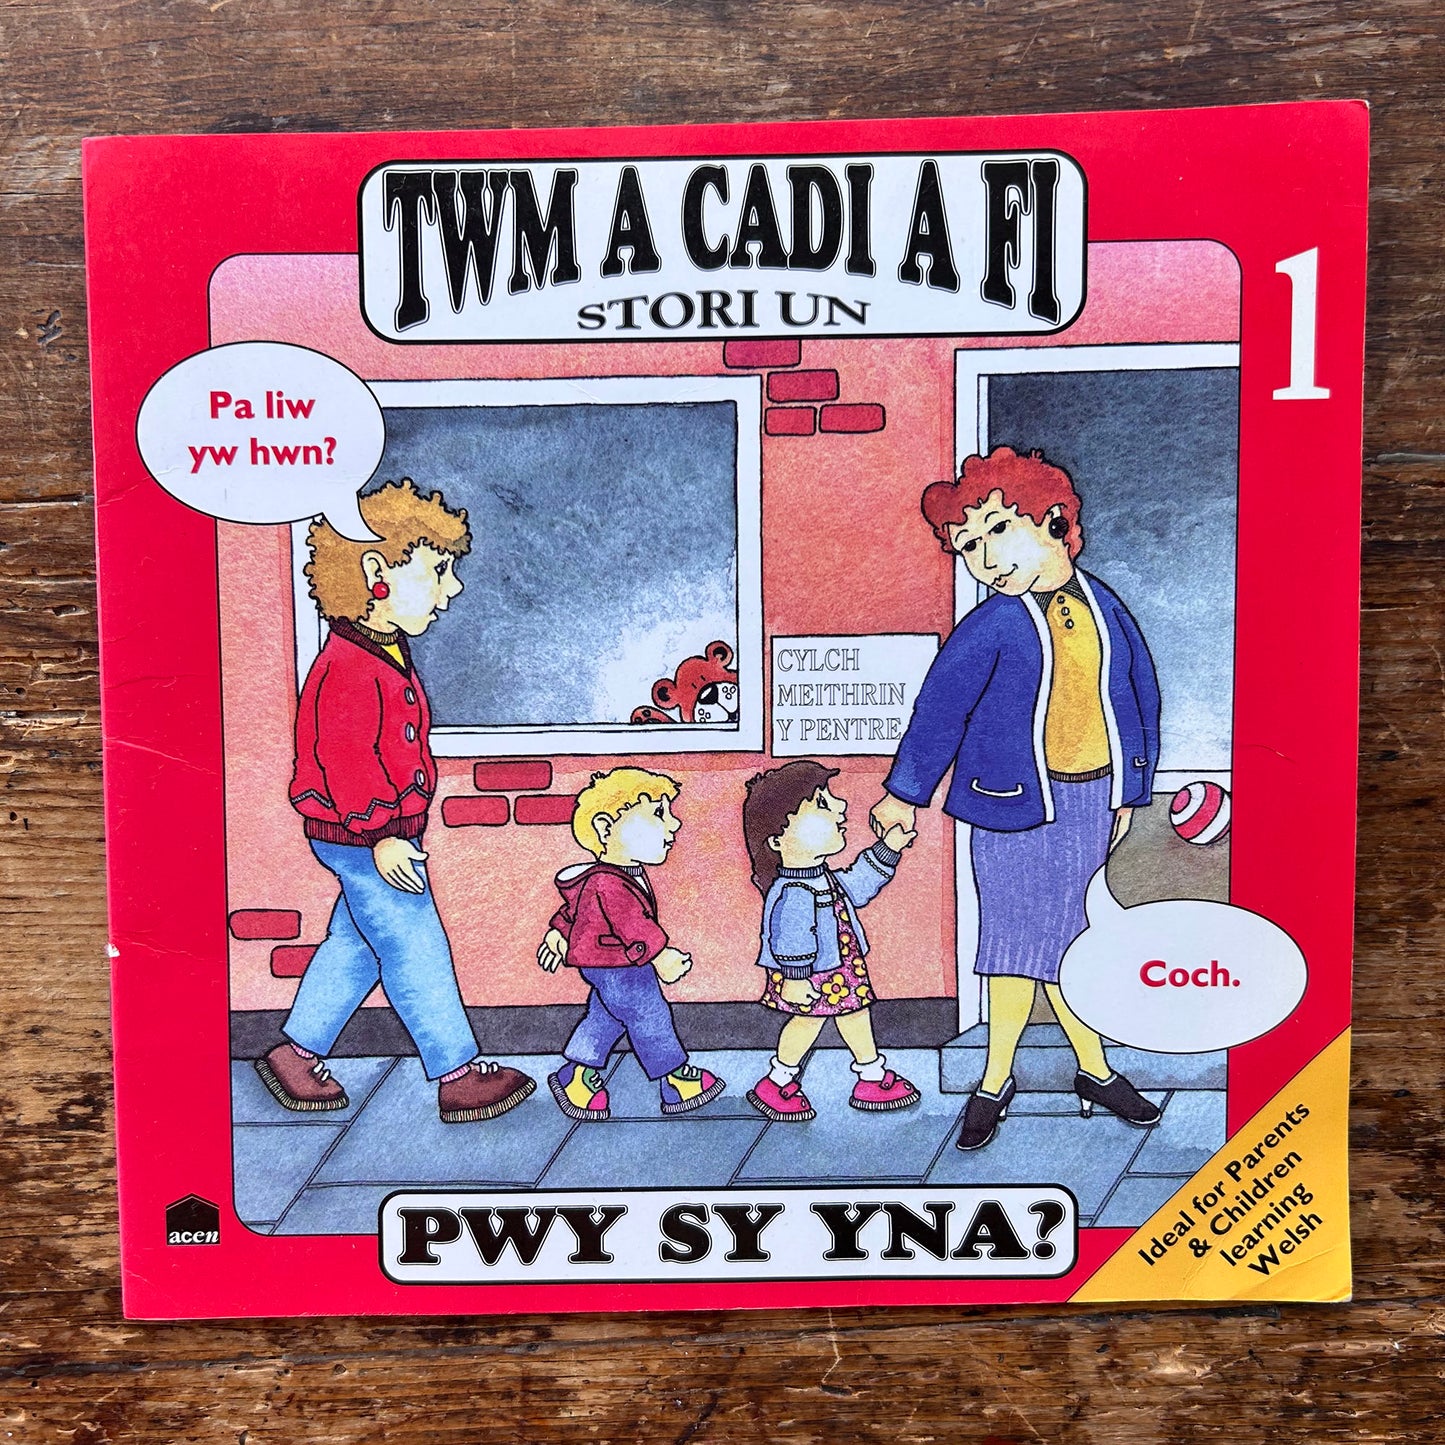 TWM A CADI A FI
STORI UN
1
Pa liw
yw hwn?
CYLCH
MEITHRIN
Y PENTRE
Coch.
acen
PWY SY YNA?
Ideal for Parents
& Children
learning
Welsh